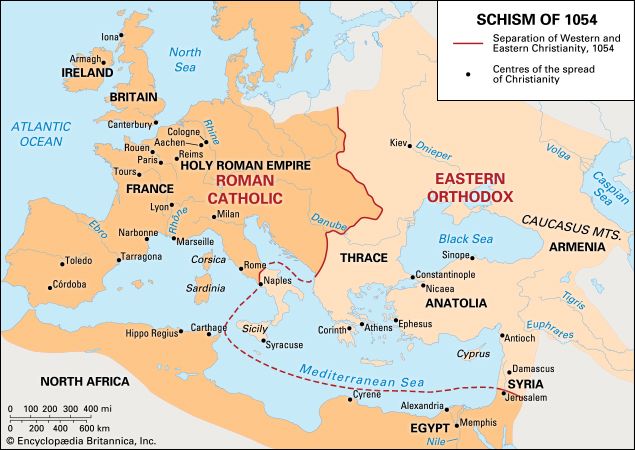 SCHISM OF 1054
Separation of Western and
Eastern Christianity, 1054
Centres of the spread
of Christianity
Iona
North
Sea
Armagh
IRELAND
BRITAIN
ATLANTIC
OCEAN
Canterbury
Cologne
Aachen
Rhine
Rouen
Reims
Paris
Tours
HOLY ROMAN EMPIRE
ROMAN
CATHOLIC
FRANCE
Lyon
Rhône
Milan
Danube
Kiev
Dnieper
Volga
Caspian
Sea
EASTERN
ORTHODOX
CAUCASUS MTS.
ARMENIA
Black Sea
Sinope
THRACE
Constantinople
Nicaea
ANATOLIA
Ebro
Narbonne
Marseille
Tarragona
Toledo
Córdoba
Corsica
Sardinia
Rome
Naples
Sicily
Syracuse
Corinth
Athens
Ephesus
Tigris
Euphrates
Antioch
Cyprus
Damascus
SYRIA
Jerusalem
Hippo Regius
Carthage
Mediterranean Sea
NORTH AFRICA
Cyrene
Alexandria
EGYPT
Memphis
Nile
0 100 200 300 400 mi
0 200 400 600 km
© Encyclopædia Britannica, Inc.